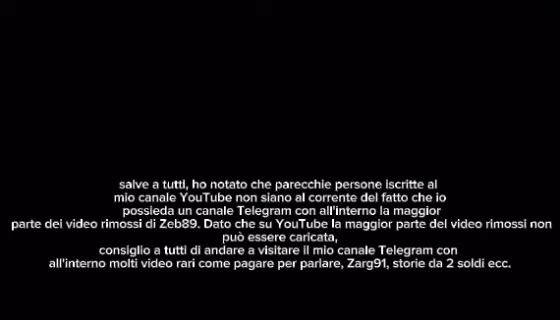 salve a tutti, ho notato che parecchie persone iscritte al
mio canale YouTube non siano al corrente del fatto che io
possieda un canale Telegram con all'interno la maggior
parte dei video rimossi di Zeb89. Dato che su YouTube la maggior parte del video rimossi non
può essere caricata,
consiglio a tutti di andare a visitare il mio canale Telegram con
all'interno molti video rari come pagare per parlare, Zarg91, storie da 2 soldi ecc.